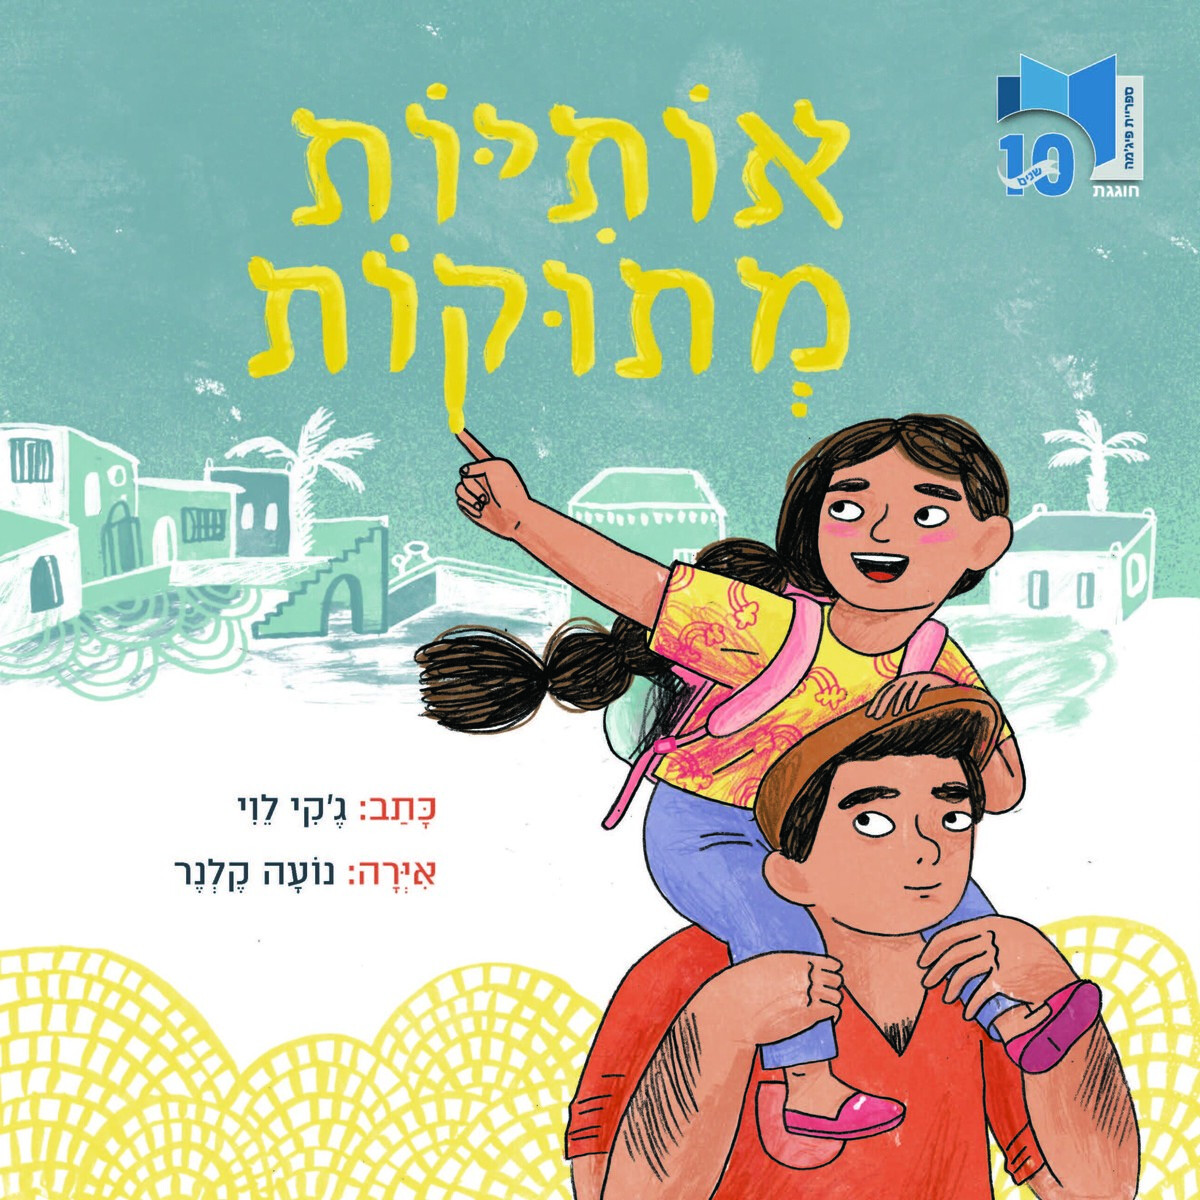 אוֹתִיּוֹת
מְתוּקוֹת
ספריית פיג'מה
חוגגת
10
שנים
כָּתַב: גֶ'קִי לֵוִי
אִיְּרָה: נוֹעָה קֶלְנֶר